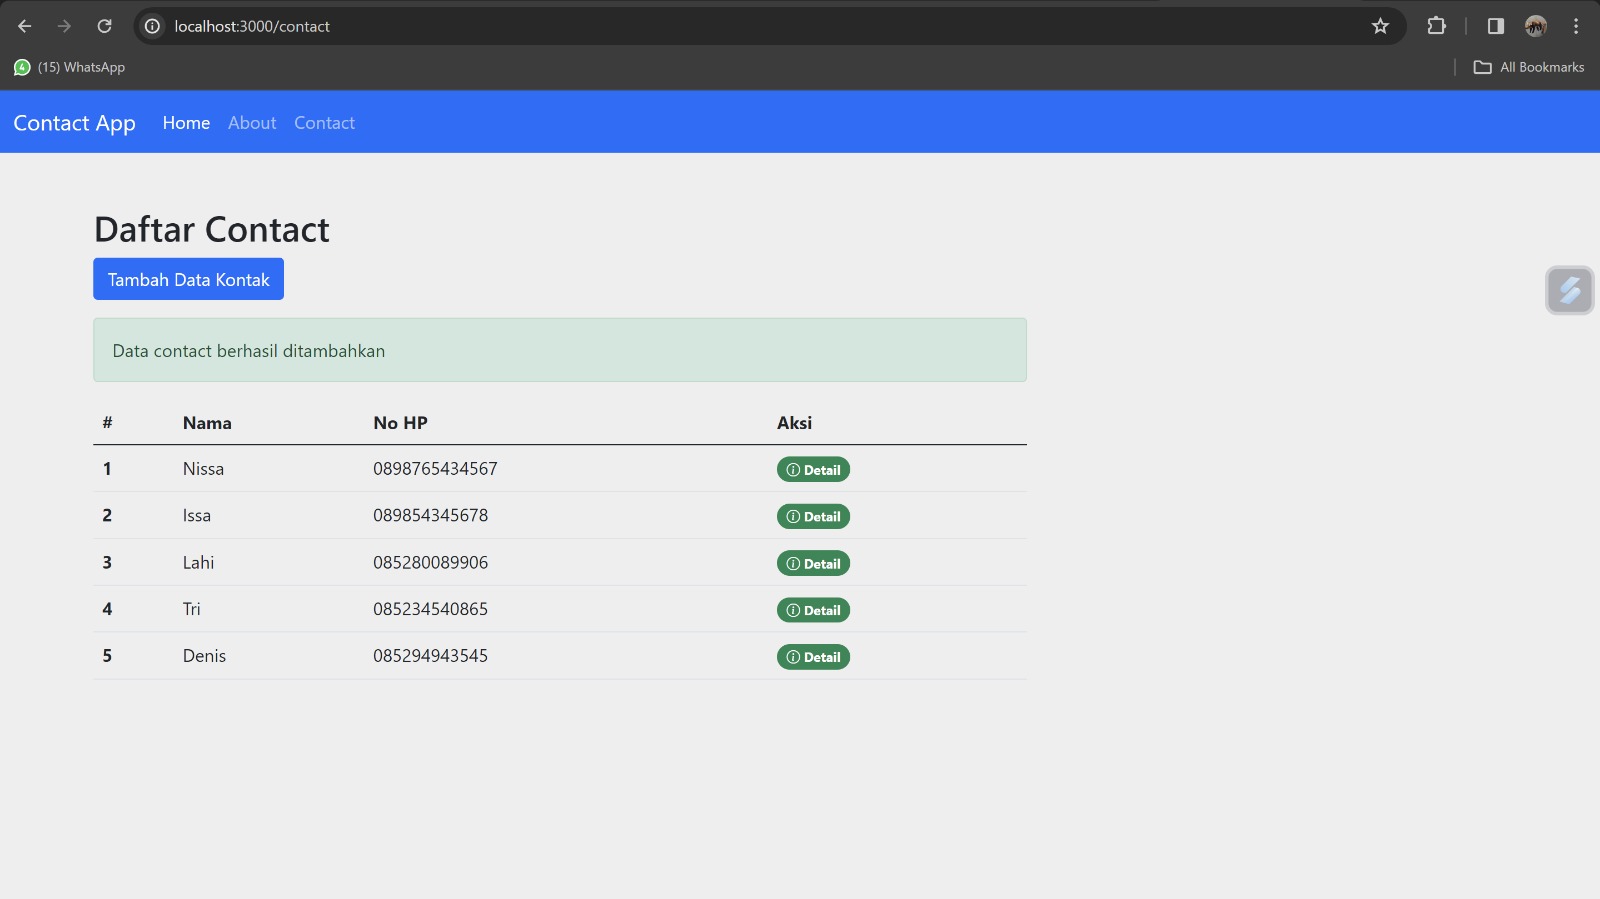 localhost:3000/contact
(15) WhatsApp
All Bookmarks
Contact App Home About Contact
Daftar Contact
Tambah Data Kontak
Data contact berhasil ditambahkan
# Nama No HP Aksi
1 Nissa 0898765434567 Detail
2 Issa 089854345678 Detail
3 Lahi 085280089906 Detail
4 Tri 085234540865 Detail
5 Denis 085294943545 Detail